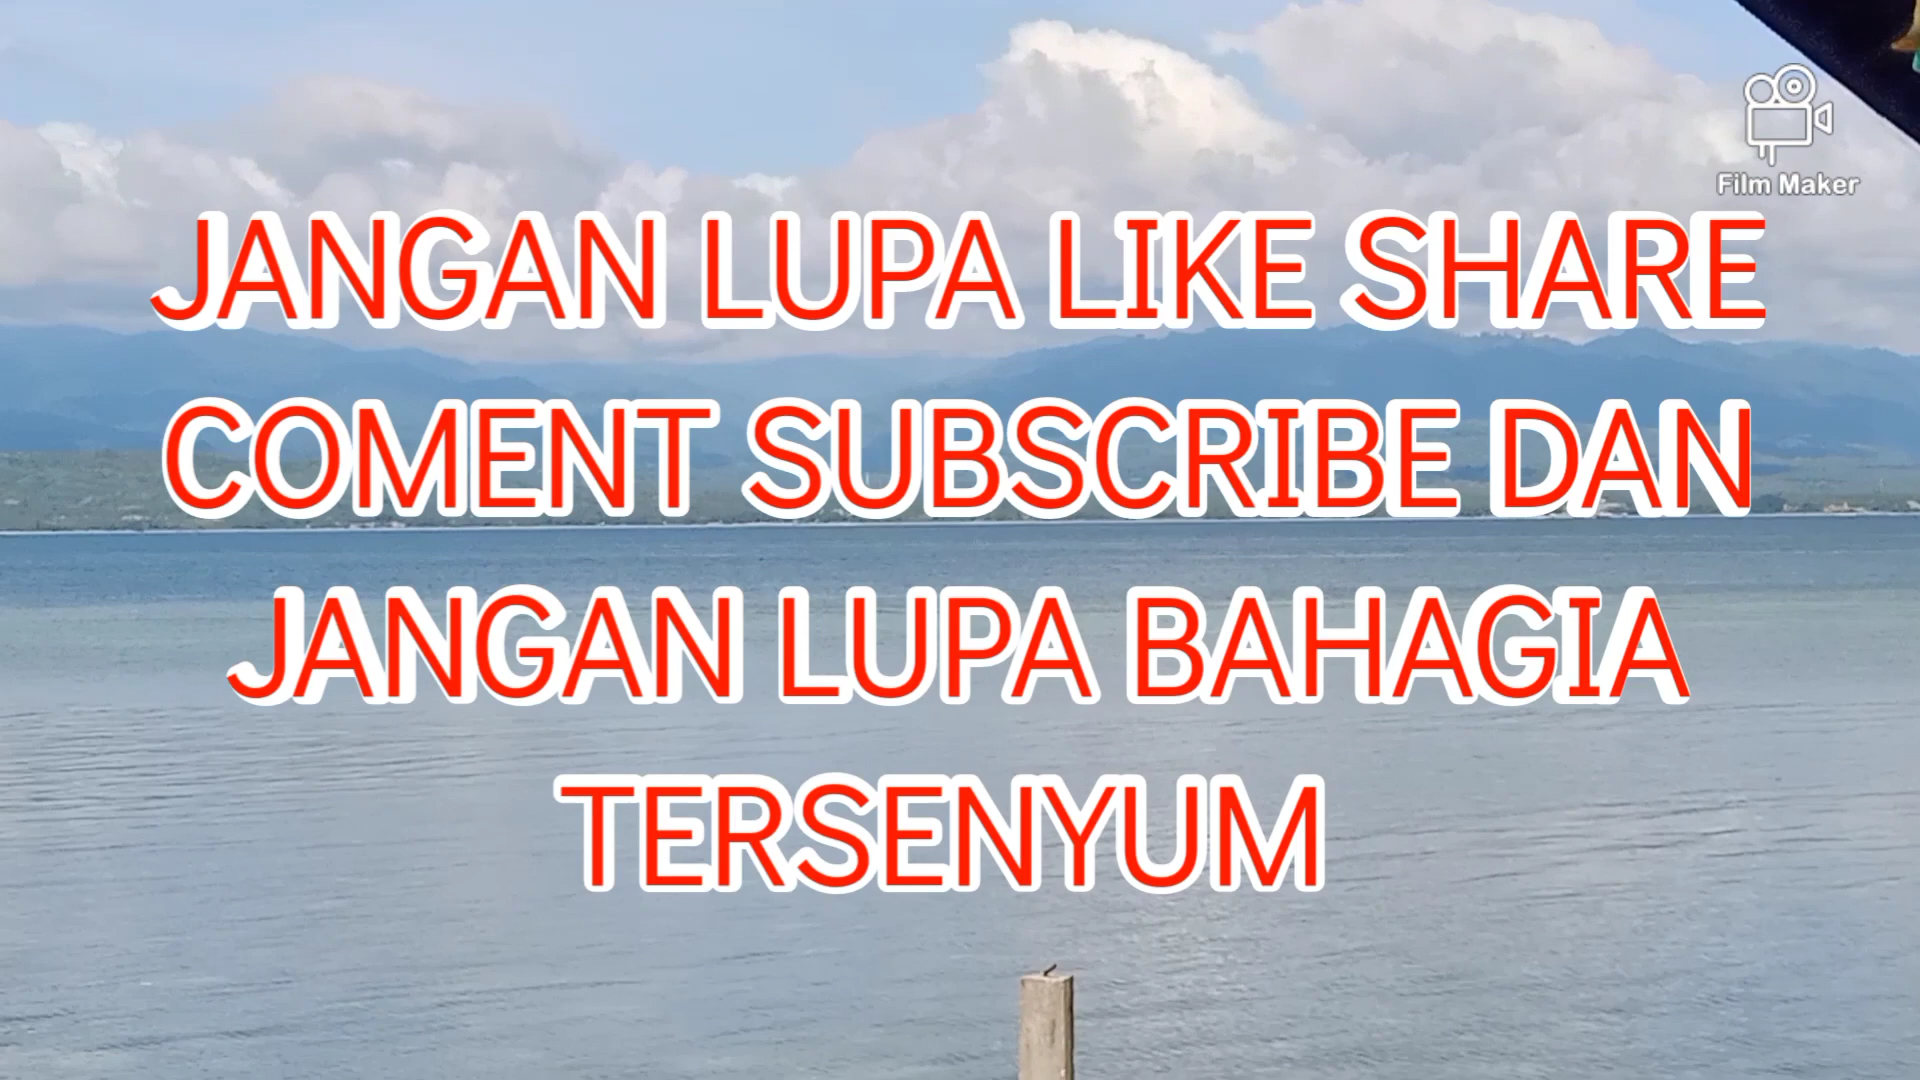 Film Maker
JANGAN LUPA LIKE SHARE
COMENT SUBSCRIBE DAN
JANGAN LUPA BAHAGIA
TERSENYUM